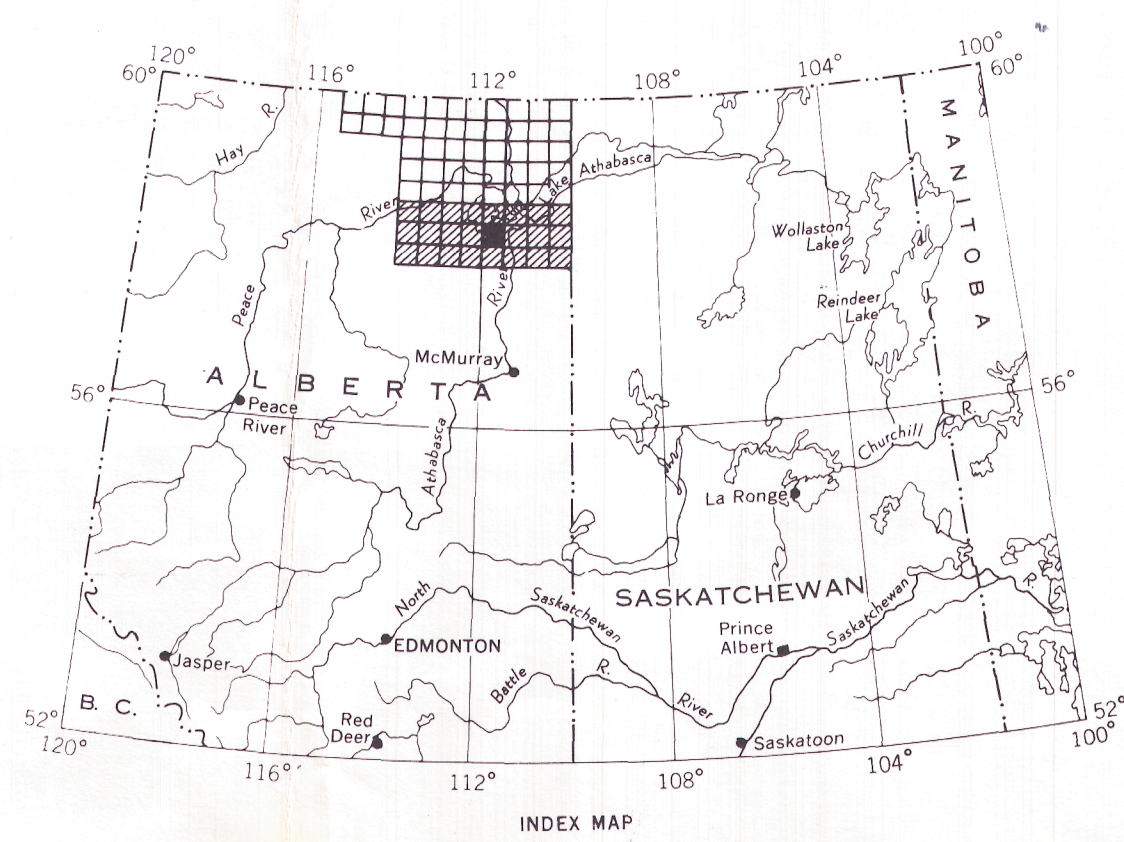 120°
60°
116°
112°
108°
104°
100°
60°
Hay
R.
River
Lake
Athabasca
MANITOBA
Wollaston
Lake
Reindeer
Lake
Peace
River
McMurray
ALBERTA
56°
56°
Peace
River
Athabasca
Churchill
R.
La Ronge
North
Saskatchewan
SASKATCHEWAN
Saskatchewan
R.
Prince
Albert
EDMONTON
Jasper
Battle
R.
River
B. C.
Red
Deer
Saskatoon
52°
120°
116°
112°
108°
104°
52°
100°
INDEX MAP